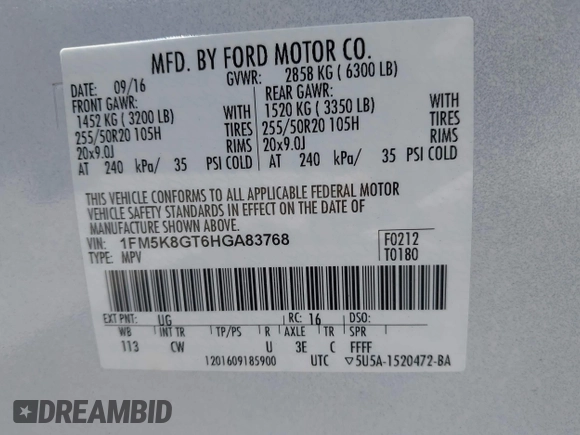 MFD. BY FORD MOTOR CO.
DATE: 09/16 GVWR: 2858 KG ( 6300 LB)
FRONT GAWR: REAR GAWR:
1452 KG ( 3200 LB) WITH 1520 KG ( 3350 LB) WITH
255/50R20 105H TIRES 255/50R20 105H TIRES
20x9.0J RIMS 20x9.0J RIMS
AT 240 kPa/ 35 PSI COLD AT 240 kPa/ 35 PSI COLD
THIS VEHICLE CONFORMS TO ALL APPLICABLE FEDERAL MOTOR
VEHICLE SAFETY STANDARDS IN EFFECT ON THE DATE OF
MANUFACTURE SHOWN ABOVE.
VIN: 1FM5K8GT6HGA83768 F0212
TYPE: MPV T0180
EXT PNT: UG RC: 16 DSO:
WB INT TR TP/PS R AXLE TR SPR
113 CW U 3E C FFFF
1201609185900 UTC ▽5U5A-1520472-BA
DREAMBID